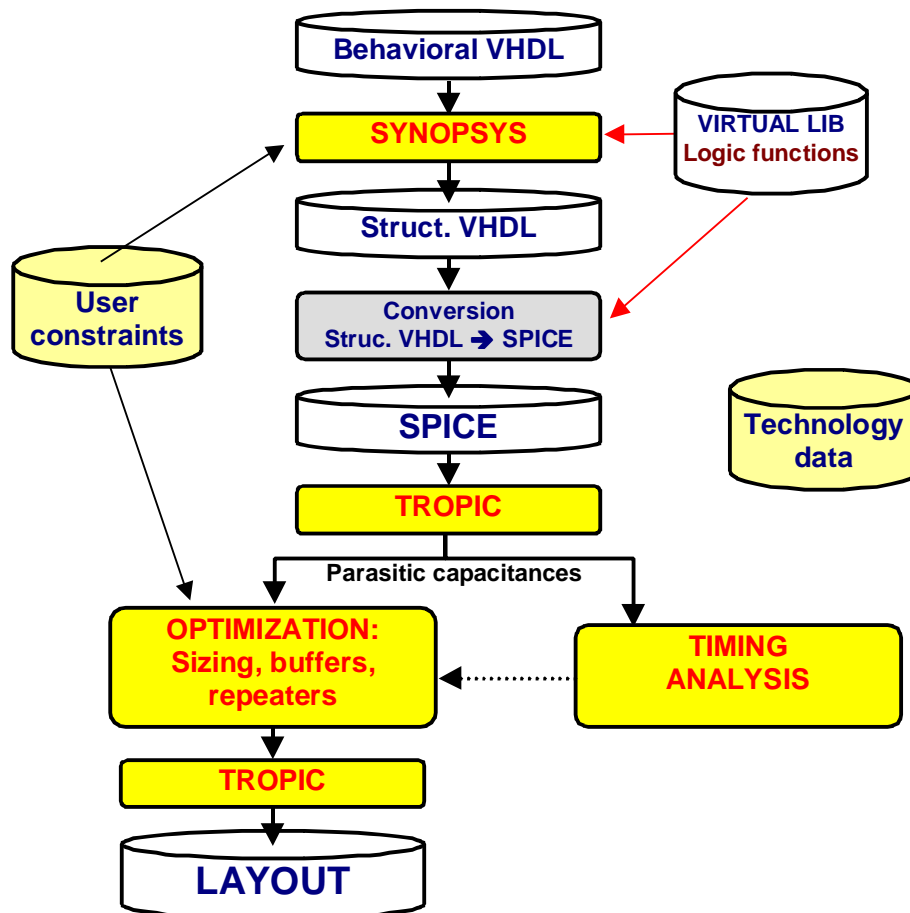 Behavioral VHDL
SYNOPSYS
VIRTUAL LIB
Logic functions
Struct. VHDL
User
constraints
Conversion
Struc. VHDL ➔ SPICE
SPICE
Technology
data
TROPIC
Parasitic capacitances
OPTIMIZATION:
Sizing, buffers,
repeaters
TIMING
ANALYSIS
TROPIC
LAYOUT